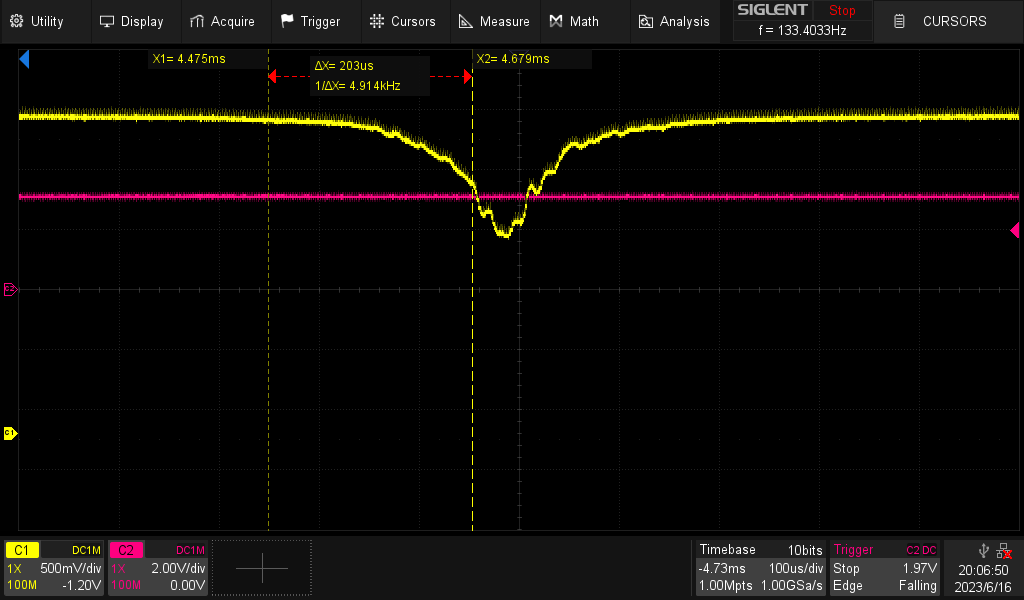 Utility
Display
Acquire
Trigger
Cursors
Measure
Math
Analysis
SIGLENT Stop
f = 133.4033Hz
CURSORS
X1= 4.475ms
ΔX= 203us
1/ΔX= 4.914kHz
X2= 4.679ms
C2
C1
C1 DC1M
1X 500mV/div
100M -1.20V
C2 DC1M
1X 2.00V/div
100M 0.00V
Timebase 10bits
-4.73ms 100us/div
1.00Mpts 1.00GSa/s
Trigger C2 DC
Stop 1.97V
Edge Falling
20:06:50
2023/6/16